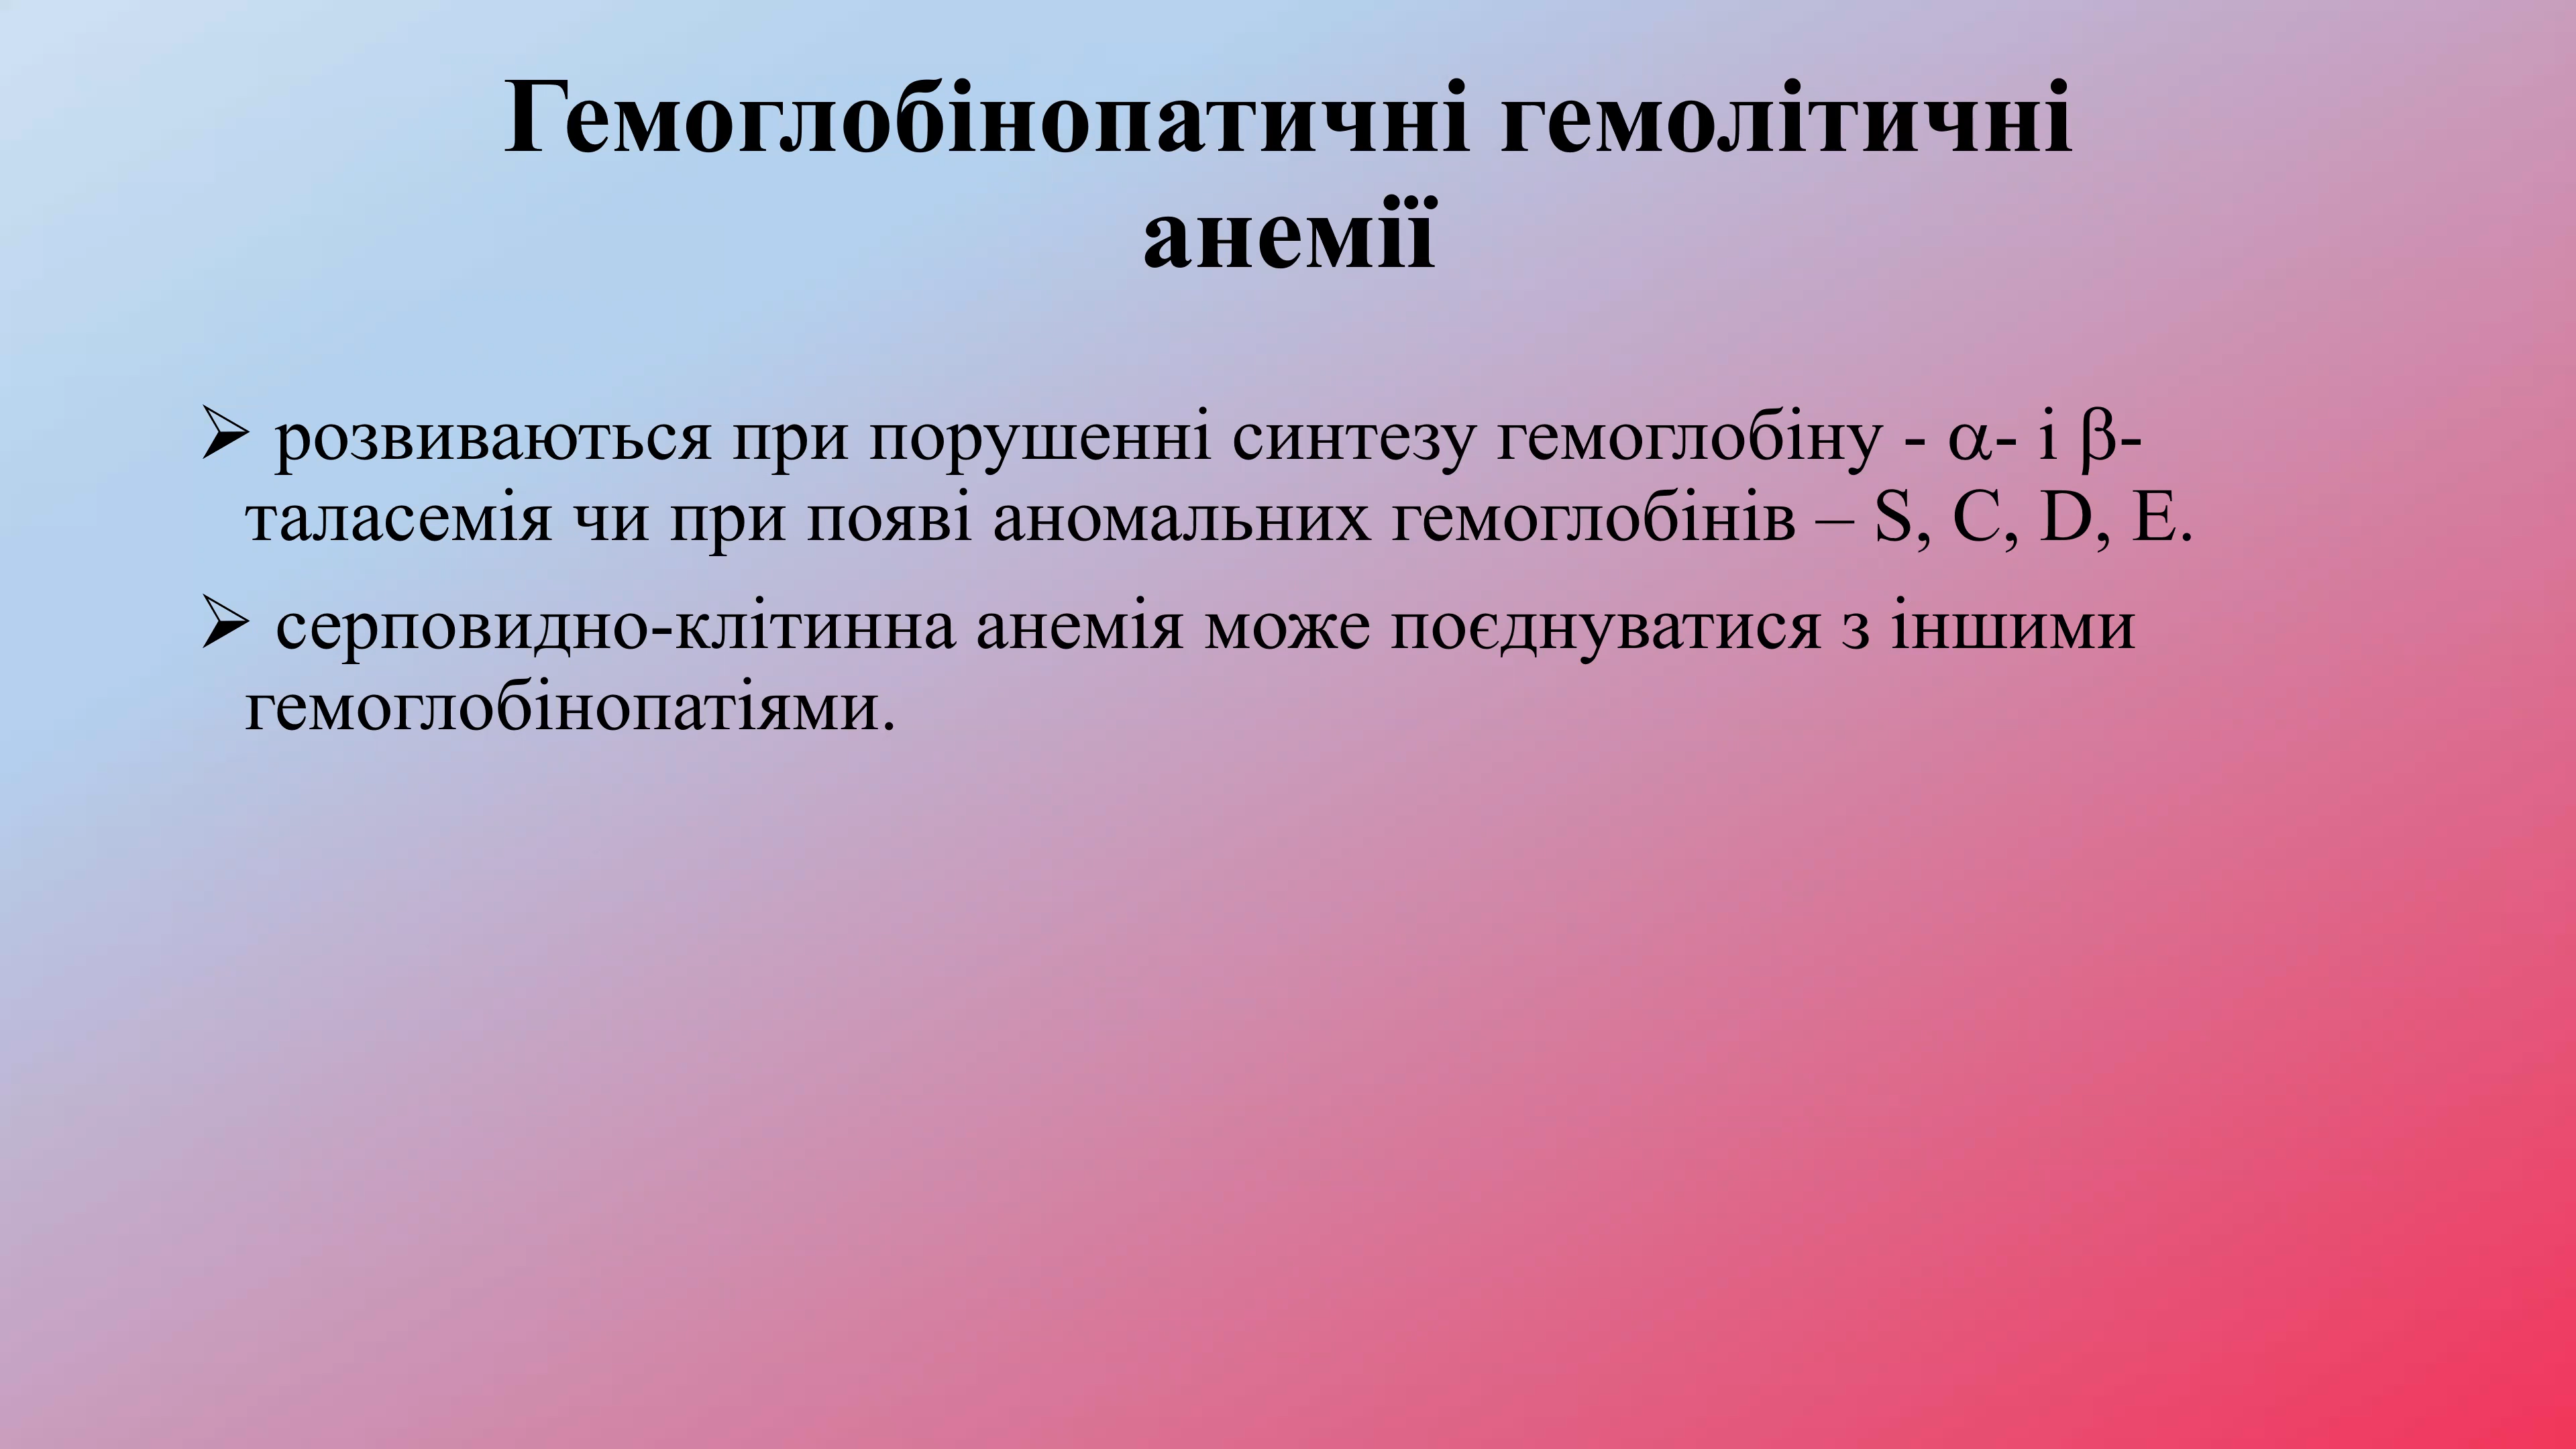 Гемоглобінопатичні гемолітичні
анемії
➢ розвиваються при порушенні синтезу гемоглобіну - α- і β-
таласемія чи при появі аномальних гемоглобінів – S, C, D, E.
➢ серповидно-клітинна анемія може поєднуватися з іншими
гемоглобінопатіями.